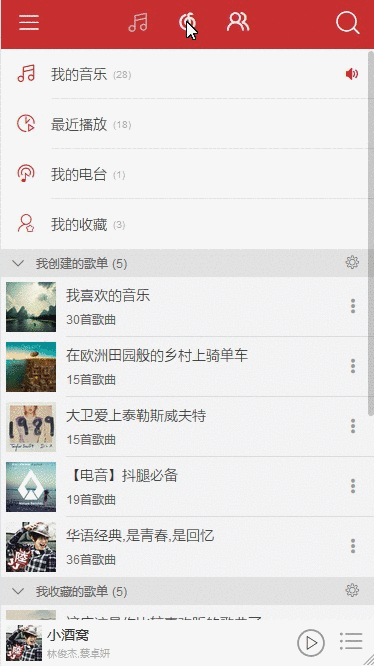 我的音乐 (28)
最近播放 (18)
我的电台 (1)
我的收藏 (3)
我创建的歌单 (5)
我喜欢的音乐
30首歌曲
在欧洲田园般的乡村上骑单车
15首歌曲
1989
大卫爱上泰勒斯威夫特
15首歌曲
【电音】抖腿必备
19首歌曲
华语经典,是青春,是回忆
36首歌曲
我收藏的歌单 (5)
小酒窝
林俊杰,蔡卓妍